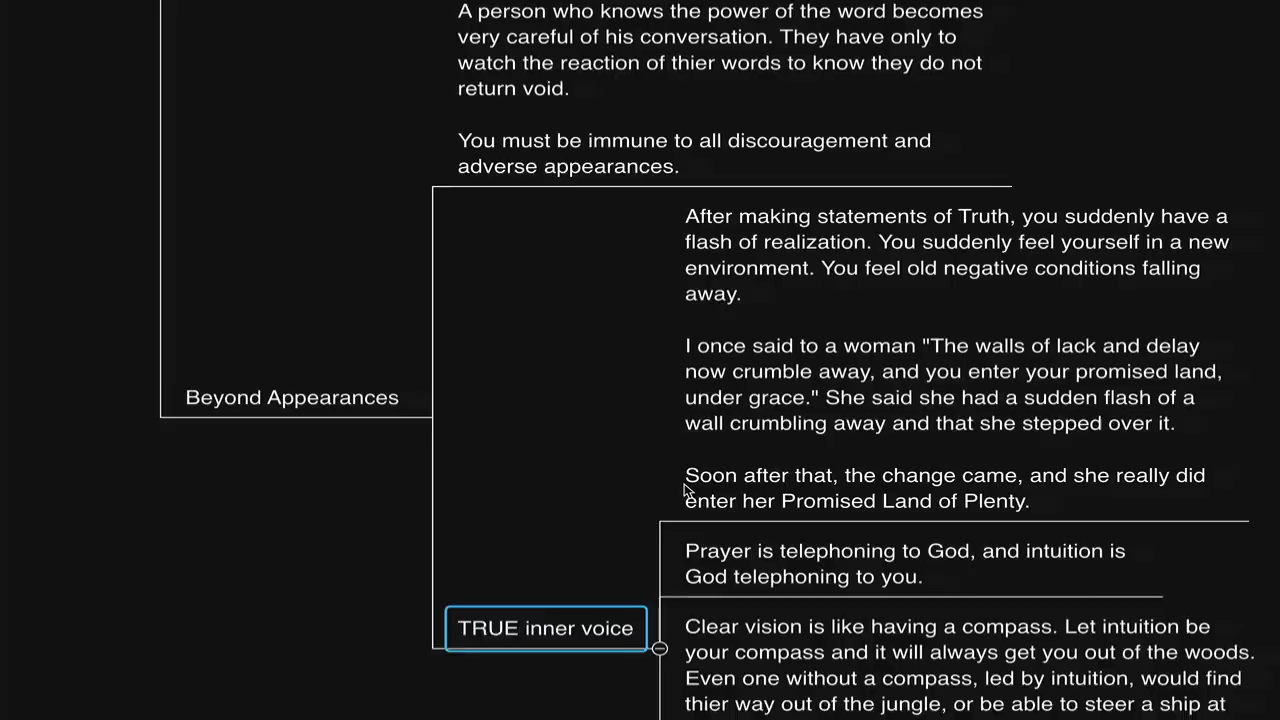 A person who knows the power of the word becomes
very careful of his conversation. They have only to
watch the reaction of thier words to know they do not
return void.
You must be immune to all discouragement and
adverse appearances.
After making statements of Truth, you suddenly have a
flash of realization. You suddenly feel yourself in a new
environment. You feel old negative conditions falling
away.
I once said to a woman "The walls of lack and delay
now crumble away, and you enter your promised land,
under grace." She said she had a sudden flash of a
wall crumbling away and that she stepped over it.
Beyond Appearances
Soon after that, the change came, and she really did
enter her Promised Land of Plenty.
Prayer is telephoning to God, and intuition is
God telephoning to you.
TRUE inner voice
Clear vision is like having a compass. Let intuition be
your compass and it will always get you out of the woods.
Even one without a compass, led by intuition, would find
thier way out of the jungle, or be able to steer a ship at